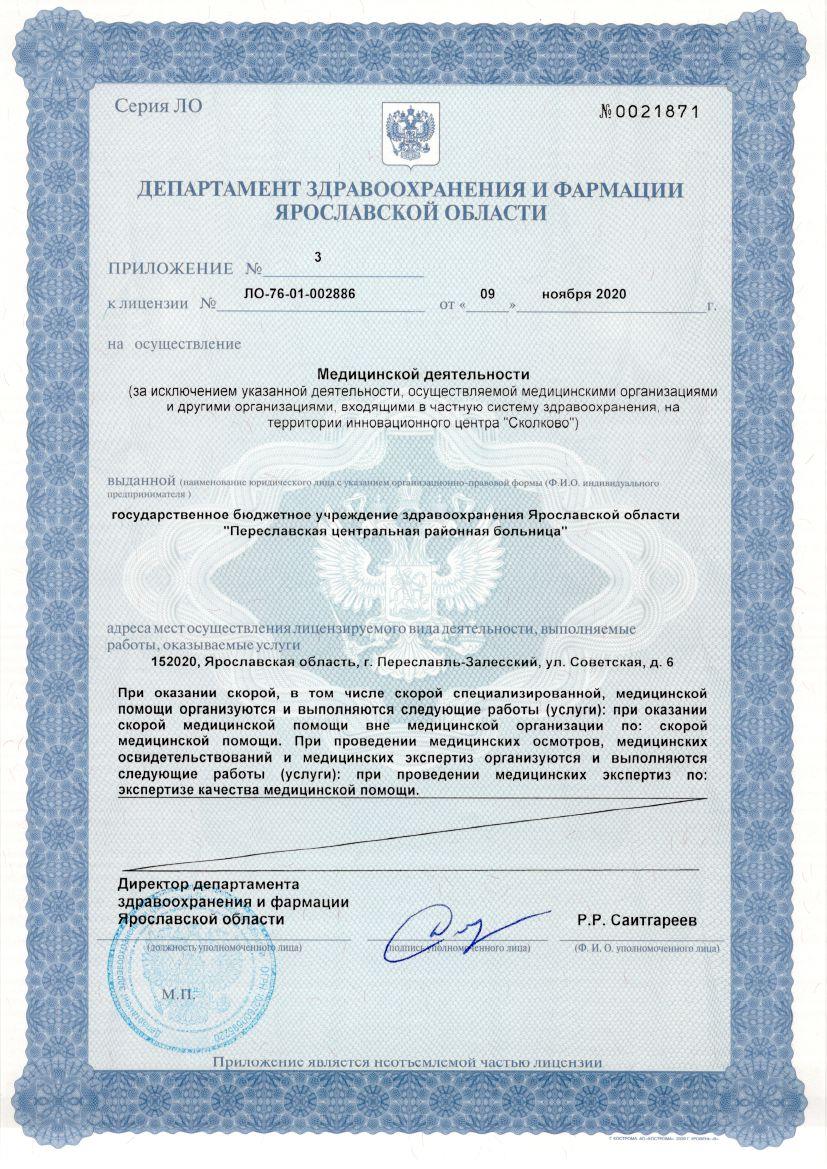 Серия ЛО
№ 0021871
ДЕПАРТАМЕНТ ЗДРАВООХРАНЕНИЯ И ФАРМАЦИИ
ЯРОСЛАВСКОЙ ОБЛАСТИ
ПРИЛОЖЕНИЕ № 3
к лицензии № ЛО-76-01-002886 от « 09 » ноября 2020 г.
на осуществление
Медицинской деятельности
(за исключением указанной деятельности, осуществляемой медицинскими организациями
и другими организациями, входящими в частную систему здравоохранения, на
территории инновационного центра "Сколково")
выданной (наименование юридического лица с указанием организационно-правовой формы (Ф.И.О. индивидуального
предпринимателя )
государственное бюджетное учреждение здравоохранения Ярославской области
"Переславская центральная районная больница"
адреса мест осуществления лицензируемого вида деятельности, выполняемые
работы, оказываемые услуги
152020, Ярославская область, г. Переславль-Залесский, ул. Советская, д. 6
При оказании скорой, в том числе скорой специализированной, медицинской
помощи организуются и выполняются следующие работы (услуги): при оказании
скорой медицинской помощи вне медицинской организации по: скорой
медицинской помощи. При проведении медицинских осмотров, медицинских
освидетельствований и медицинских экспертиз организуются и выполняются
следующие работы (услуги): при проведении медицинских экспертиз по:
экспертизе качества медицинской помощи.
Директор департамента
здравоохранения и фармации
Ярославской области
Р.Р. Саитгареев
(должность уполномоченного лица)
(подпись уполномоченного лица)
(Ф. И. О. уполномоченного лица)
М.П.
Приложение является неотъемлемой частью лицензии